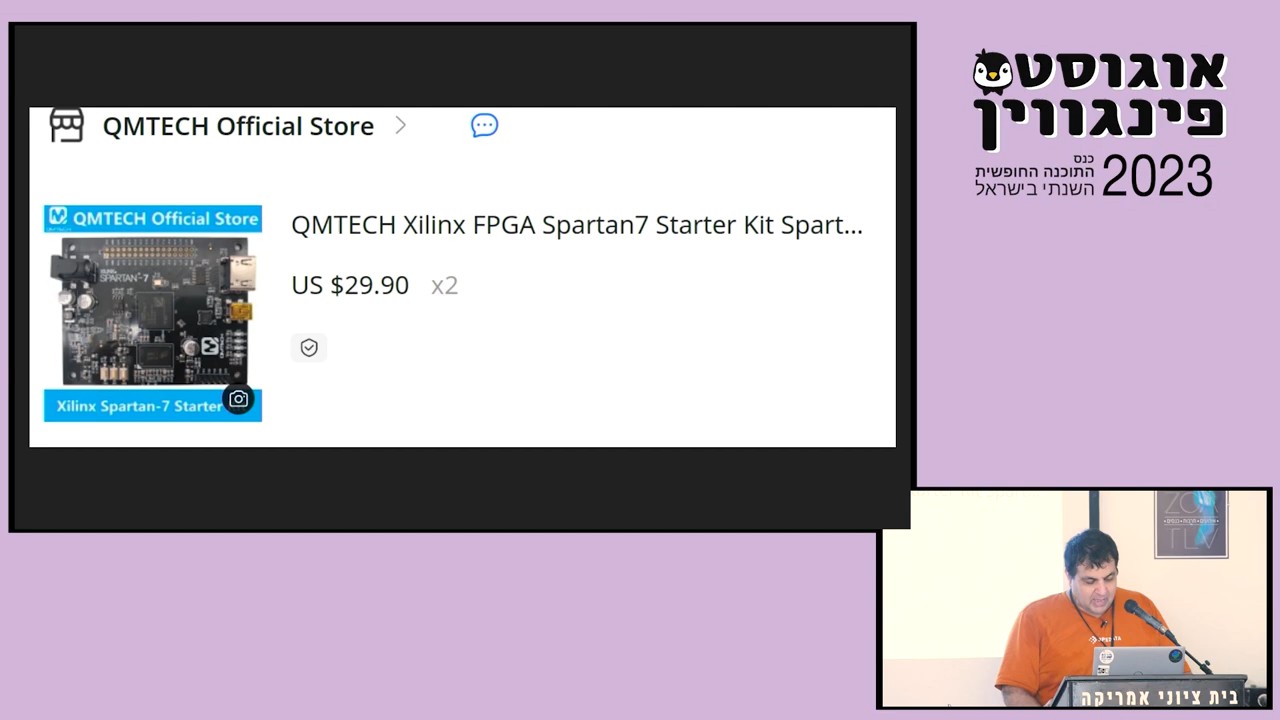 QMTECH Official Store
QMTECH Official Store
Xilinx Spartan-7 Starter
SPARTAN-7
QMTECH Xilinx FPGA Spartan7 Starter Kit Spart...
US $29.90 x2
אוגוסט
פינגווין
כנס
התוכנה החופשית
השנתי בישראל
2023
TLV
בית ציוני אמריקה